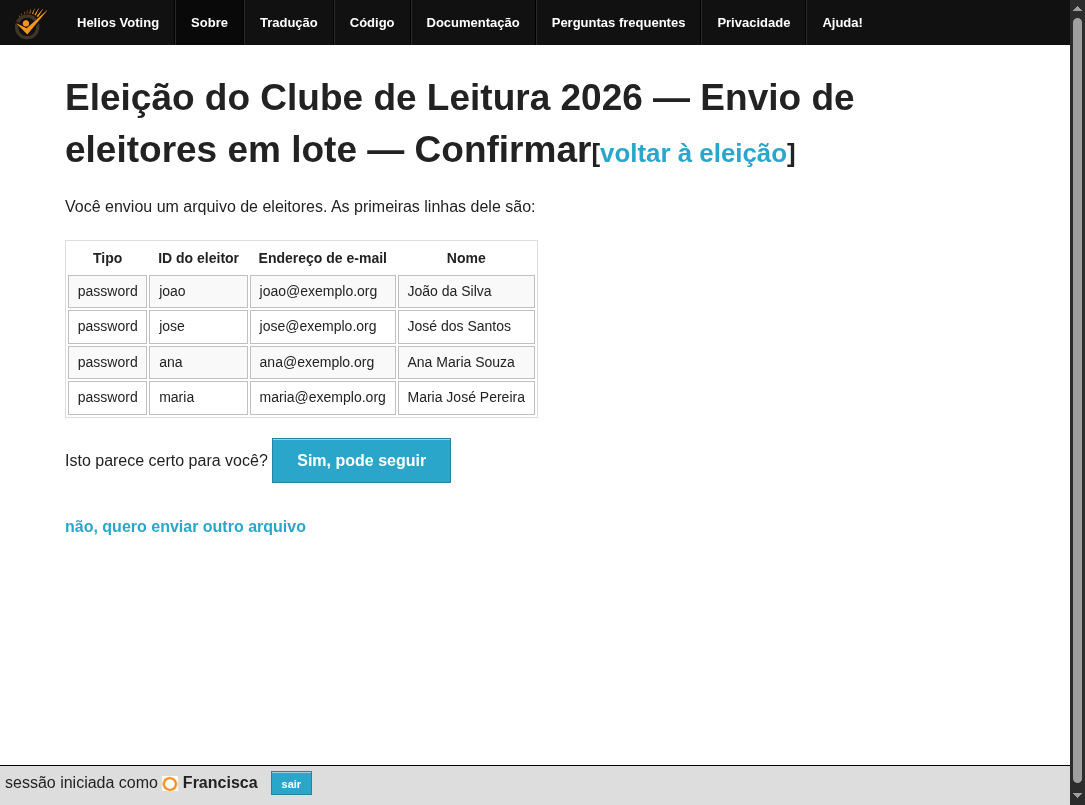 Helios Voting Sobre Tradução Código Documentação Perguntas frequentes Privacidade Ajuda!
Eleição do Clube de Leitura 2026 — Envio de
eleitores em lote — Confirmar[voltar à eleição]
Você enviou um arquivo de eleitores. As primeiras linhas dele são:
Tipo ID do eleitor Endereço de e-mail Nome
password joao joao@exemplo.org João da Silva
password jose jose@exemplo.org José dos Santos
password ana ana@exemplo.org Ana Maria Souza
password maria maria@exemplo.org Maria José Pereira
Isto parece certo para você? Sim, pode seguir
não, quero enviar outro arquivo
sessão iniciada como Francisca sair